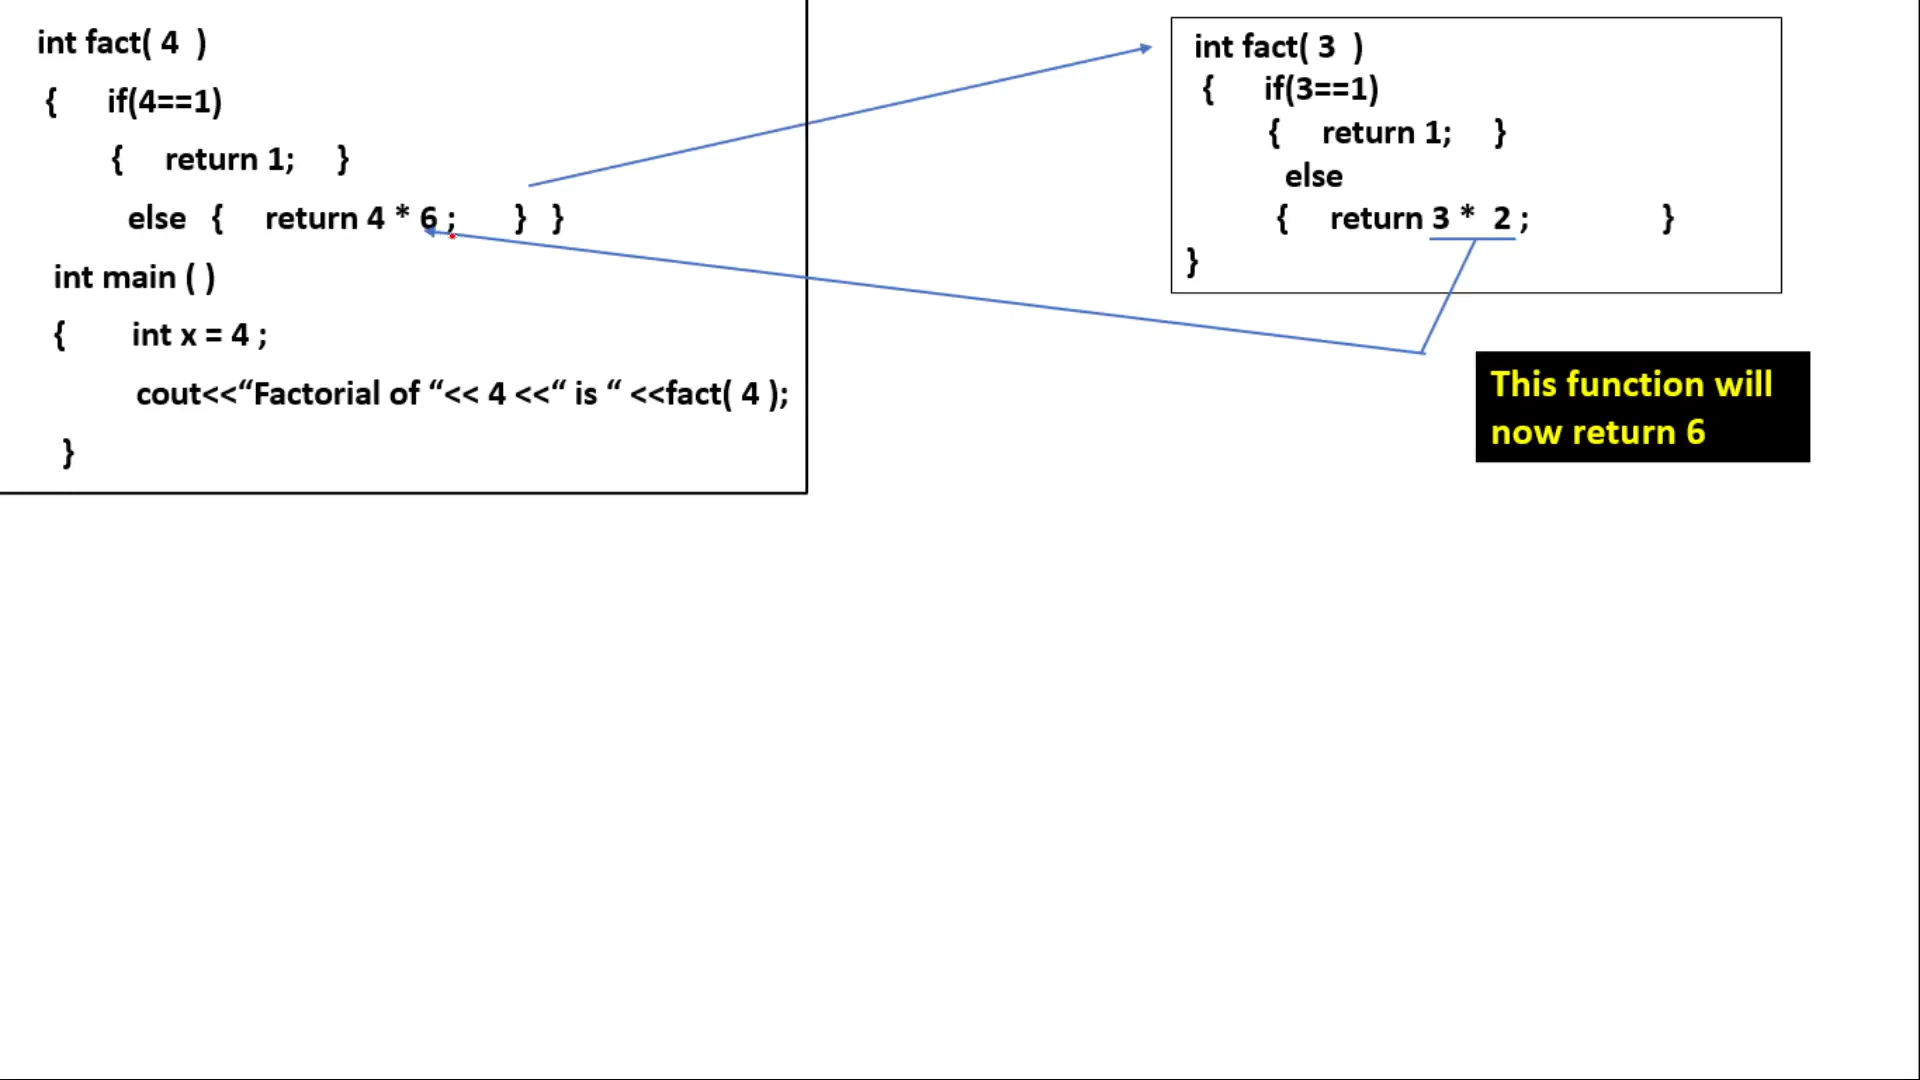 int fact( 4  )
{     if(4==1)
{     return 1;     }
else   {     return 4 * 6 ;       }   }
int main ( )
{        int x = 4 ;
cout<<“Factorial of “<< 4 <<“ is “ <<fact( 4 );
}
int fact( 3  )
{      if(3==1)
{     return 1;     }
else
{     return 3 *  2 ;                }
}
This function will
now return 6